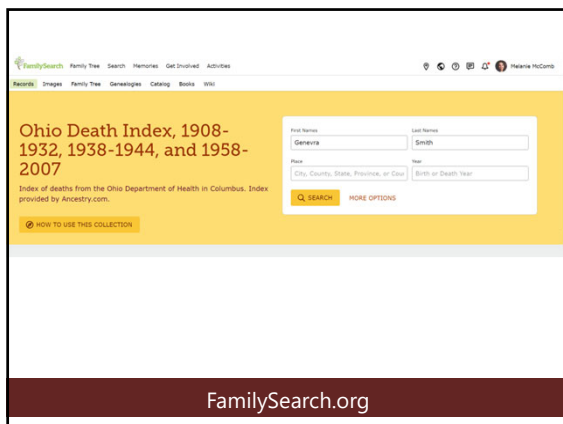 FamilySearch Family Tree Search Memories Get Involved Activities Melanie McComb
Records Images Family Tree Genealogies Catalog Books Wiki
Ohio Death Index, 1908-
1932, 1938-1944, and 1958-
2007
Index of deaths from the Ohio Department of Health in Columbus. Index
provided by Ancestry.com.
HOW TO USE THIS COLLECTION
First Names Last Names
Genevra Smith
Place Year
City, County, State, Province, or Cour Birth or Death Year
SEARCH MORE OPTIONS
FamilySearch.org